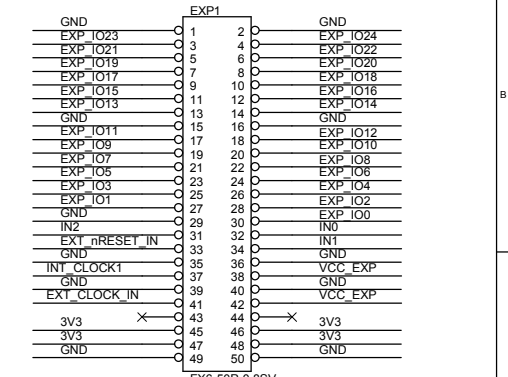 EXP1
GND 1 2 GND
EXP_IO23 3 4 EXP_IO24
EXP_IO21 5 6 EXP_IO22
EXP_IO19 7 8 EXP_IO20
EXP_IO17 9 10 EXP_IO18
EXP_IO15 11 12 EXP_IO16
EXP_IO13 13 14 EXP_IO14
GND 15 16 GND
EXP_IO11 17 18 EXP_IO12
EXP_IO9 19 20 EXP_IO10
EXP_IO7 21 22 EXP_IO8
EXP_IO5 23 24 EXP_IO6
EXP_IO3 25 26 EXP_IO4
EXP_IO1 27 28 EXP_IO2
GND 29 30 EXP_IO0
IN2 31 32 IN0
EXT_nRESET_IN 33 34 IN1
GND 35 36 GND
INT_CLOCK1 37 38 VCC_EXP
GND 39 40 GND
EXT_CLOCK_IN 41 42 VCC_EXP
43 44
3V3 45 46 3V3
3V3 47 48 3V3
GND 49 50 GND
B